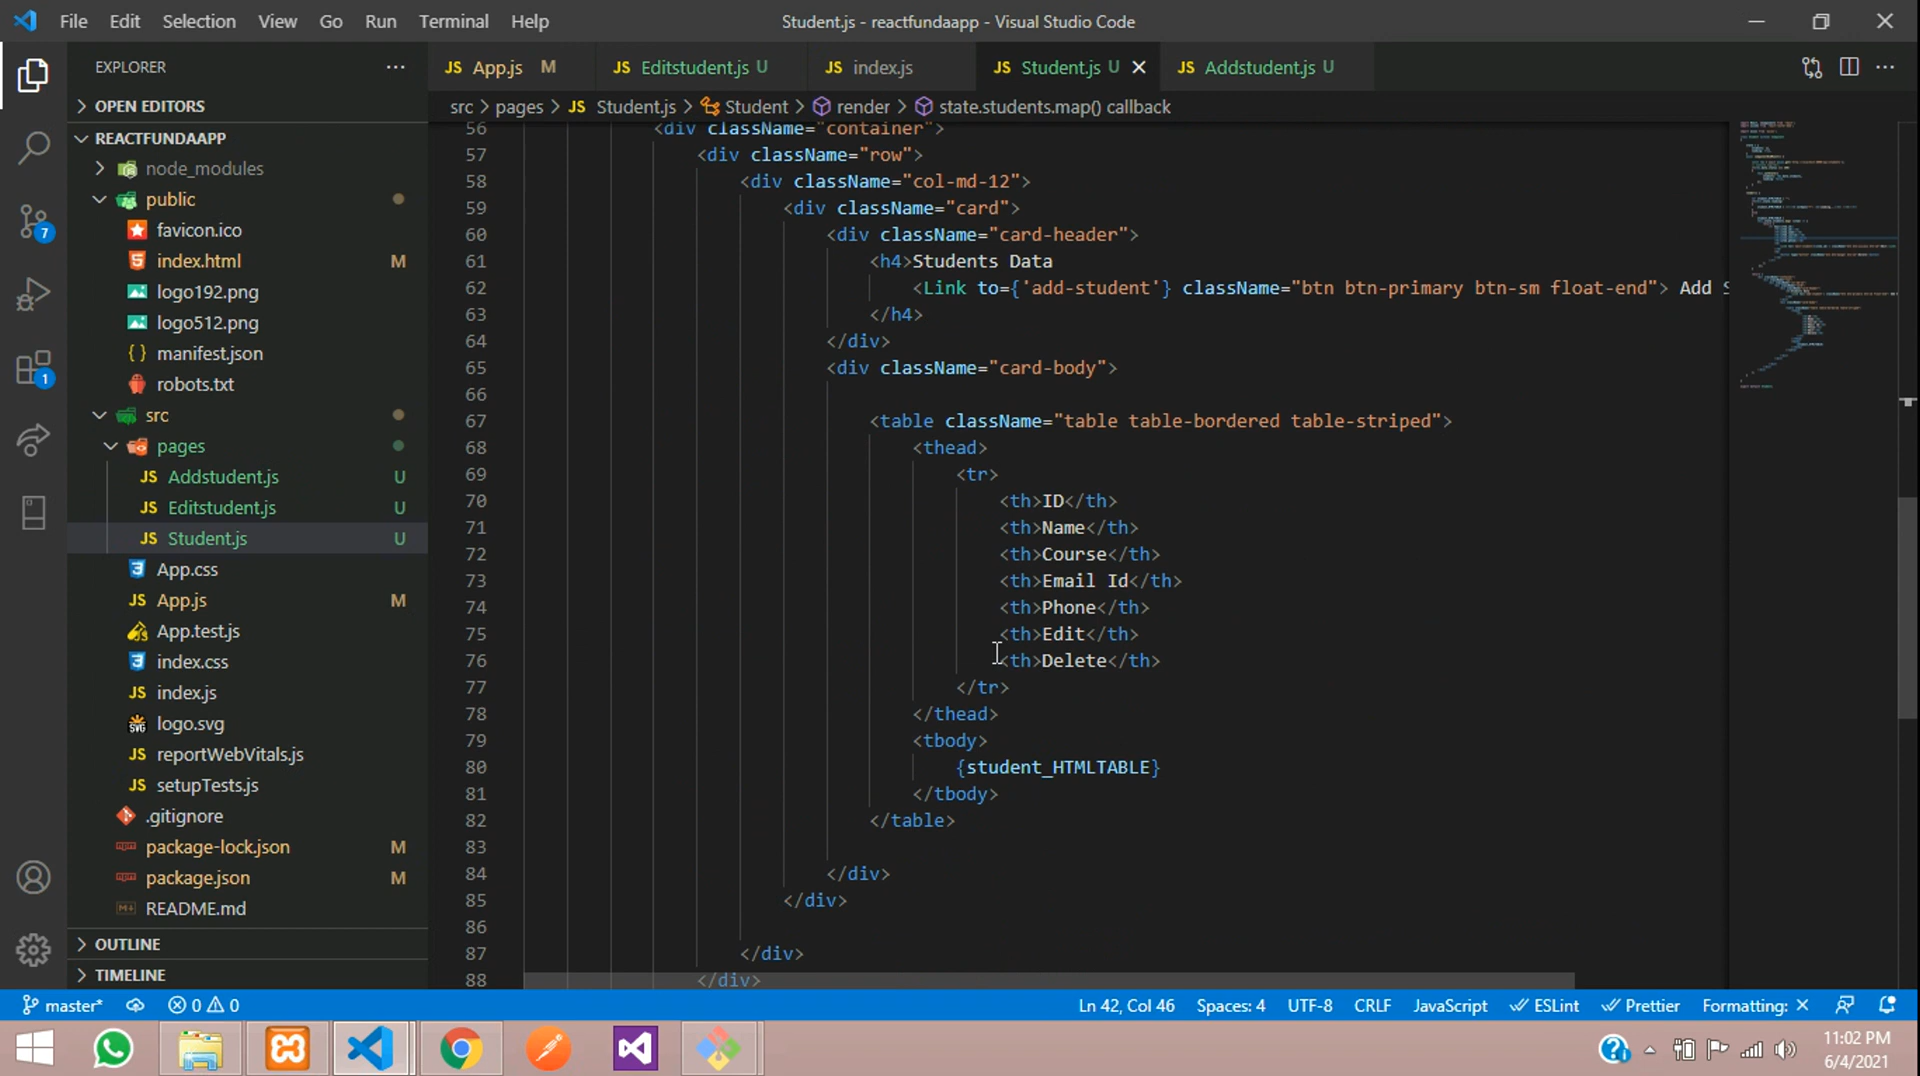 File Edit Selection View Go Run Terminal Help
Student.js - reactfundaapp - Visual Studio Code
EXPLORER
JS App.js M
JS Editstudent.js U
JS index.js
JS Student.js U
JS Addstudent.js U
src > pages > JS Student.js > Student > render > state.students.map() callback
OPEN EDITORS
REACTFUNDAAPP
node_modules
public
favicon.ico
index.html M
logo192.png
logo512.png
{} manifest.json
robots.txt
src
pages
JS Addstudent.js U
JS Editstudent.js U
JS Student.js U
App.css
JS App.js M
App.test.js
index.css
JS index.js
logo.svg
JS reportWebVitals.js
JS setupTests.js
.gitignore
package-lock.json M
package.json M
README.md
OUTLINE
TIMELINE
7
1
56 <div className="container">
57 <div className="row">
58 <div className="col-md-12">
59 <div className="card">
60 <div className="card-header">
61 <h4>Students Data
62 <Link to={'add-student'} className="btn btn-primary btn-sm float-end"> Add S
63 </h4>
64 </div>
65 <div className="card-body">
66
67 <table className="table table-bordered table-striped">
68 <thead>
69 <tr>
70 <th>ID</th>
71 <th>Name</th>
72 <th>Course</th>
73 <th>Email Id</th>
74 <th>Phone</th>
75 <th>Edit</th>
76 <th>Delete</th>
77 </tr>
78 </thead>
79 <tbody>
80 {student_HTMLTABLE}
81 </tbody>
82 </table>
83
84 </div>
85 </div>
86
87 </div>
88 </div>
master* 0 0 Ln 42, Col 46 Spaces: 4 UTF-8 CRLF JavaScript ESLint Prettier Formatting: ×
11:02 PM
6/4/2021